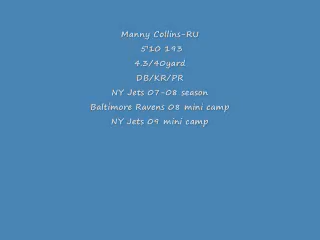 Manny Collins-RU
5"10 193
4.3/40yard
DB/KR/PR
NY Jets 07-08 season
Baltimore Ravens 08 mini camp
NY Jets 09 mini camp